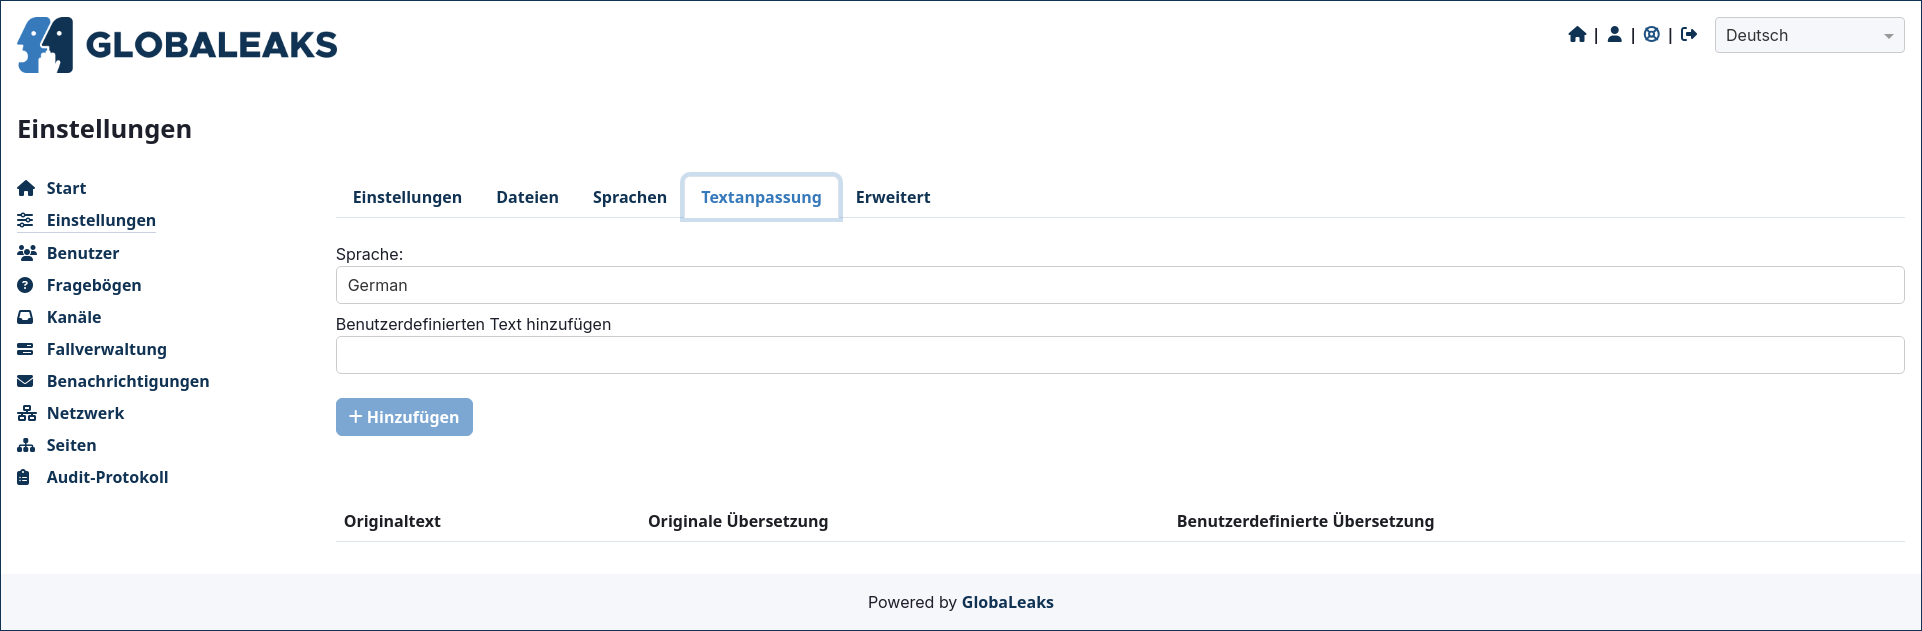 GLOBALEAKS
| | | Deutsch
Einstellungen
Start
Einstellungen
Benutzer
Fragebögen
Kanäle
Fallverwaltung
Benachrichtigungen
Netzwerk
Seiten
Audit-Protokoll
Einstellungen Dateien Sprachen Textanpassung Erweitert
Sprache:
German
Benutzerdefinierten Text hinzufügen
+ Hinzufügen
Originaltext Originale Übersetzung Benutzerdefinierte Übersetzung
Powered by GlobaLeaks